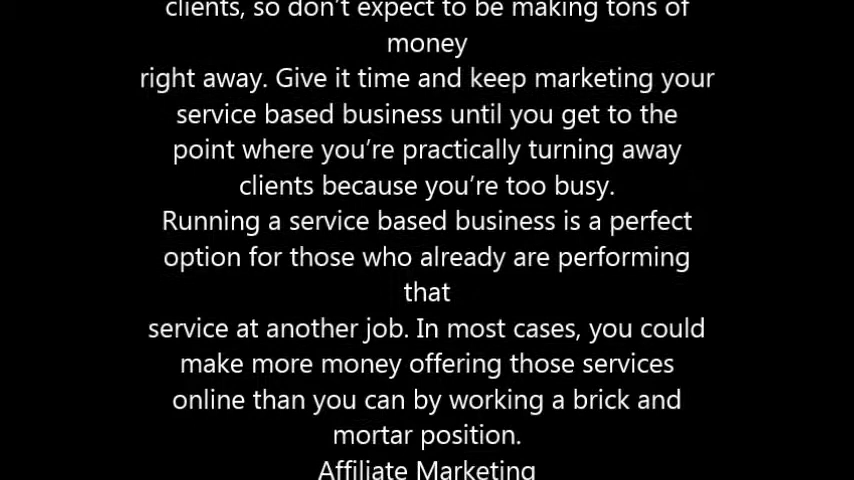 clients, so don't expect to be making tons of
money
right away. Give it time and keep marketing your
service based business until you get to the
point where you're practically turning away
clients because you're too busy.
Running a service based business is a perfect
option for those who already are performing
that
service at another job. In most cases, you could
make more money offering those services
online than you can by working a brick and
mortar position.
Affiliate Marketing